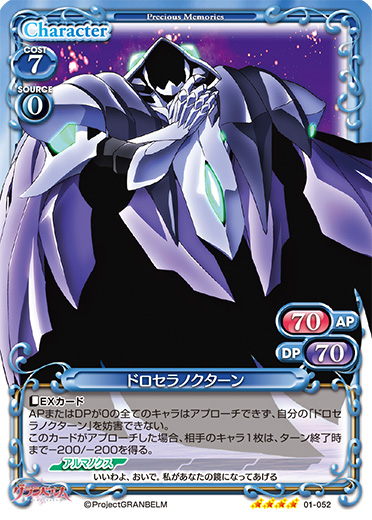 Precious Memories
Character
COST
7
SOURCE
0
70 AP
DP 70
ドロセラノクターン
EXカード
APまたはDPが0の全てのキャラはアプローチできず、自分の「ドロセ
ラノクターン」を妨害できない。
このカードがアプローチした場合、相手のキャラ1枚は、ターン終了時
まで−200/−200を得る。
アルマノクス
いいわよ、おいで。私があなたの鏡になってあげる
グランベルム
©ProjectGRANBELM
★★★★ 01-052